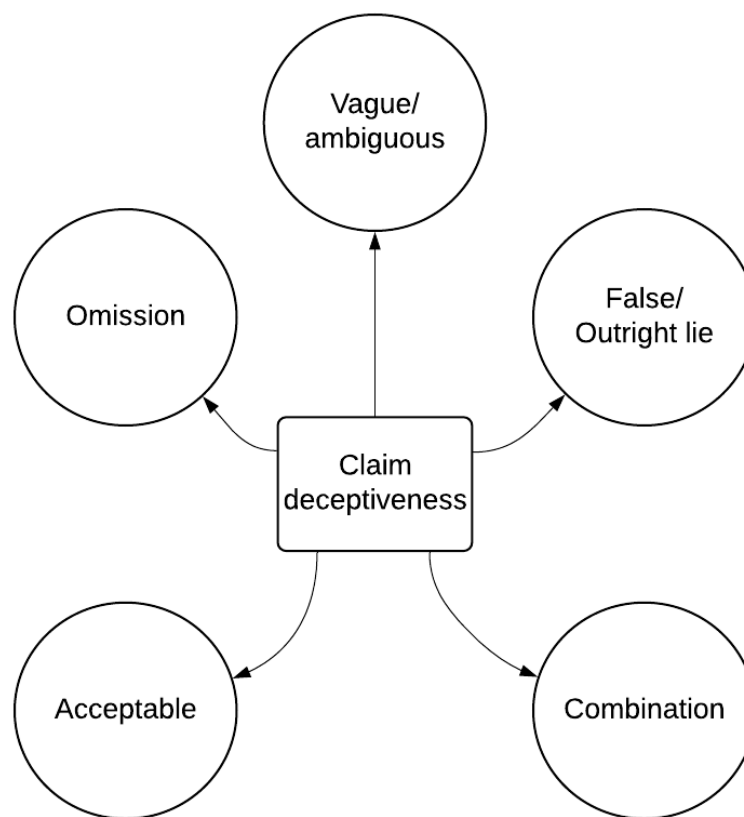 Vague/
ambiguous
Omission
False/
Outright lie
Claim
deceptiveness
Acceptable
Combination